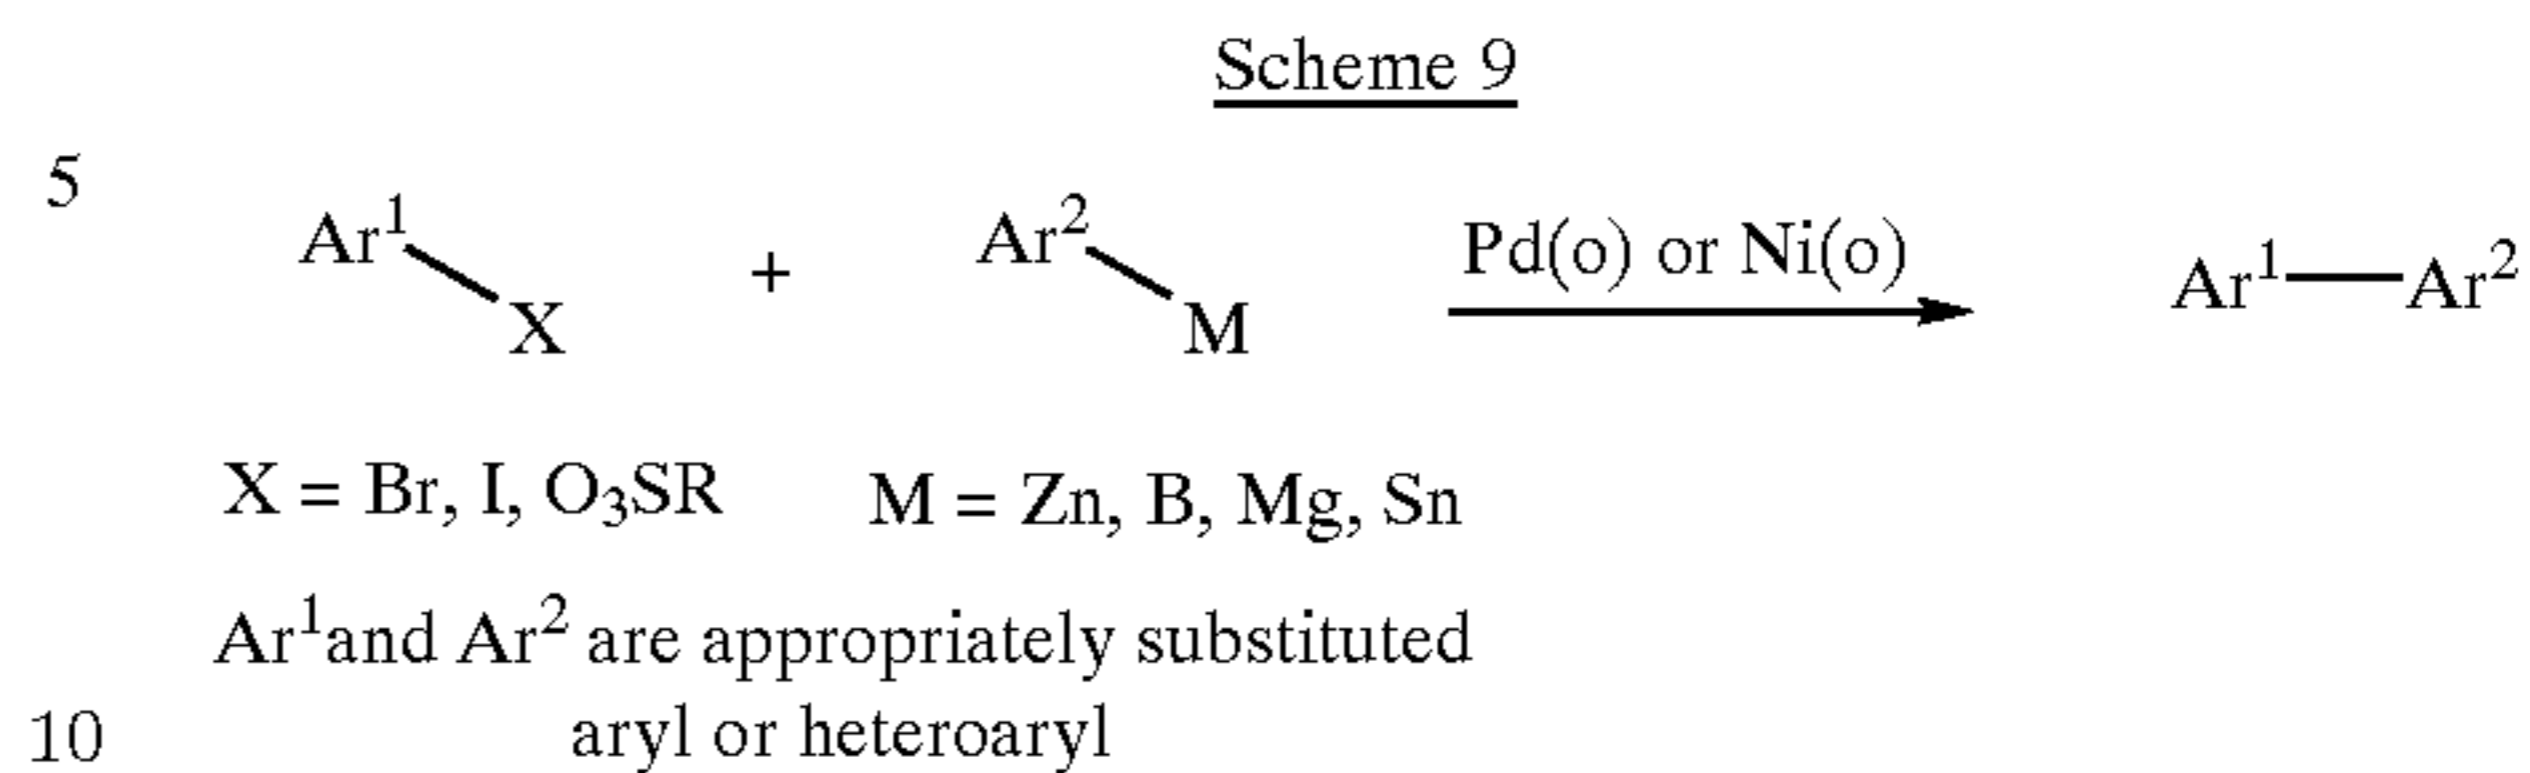 Scheme 9
5
Ar¹
X
+
Ar²
M
Pd(o) or Ni(o)
Ar¹—Ar²
X = Br, I, O₃SR
M = Zn, B, Mg, Sn
Ar¹and Ar² are appropriately substituted
10
aryl or heteroaryl